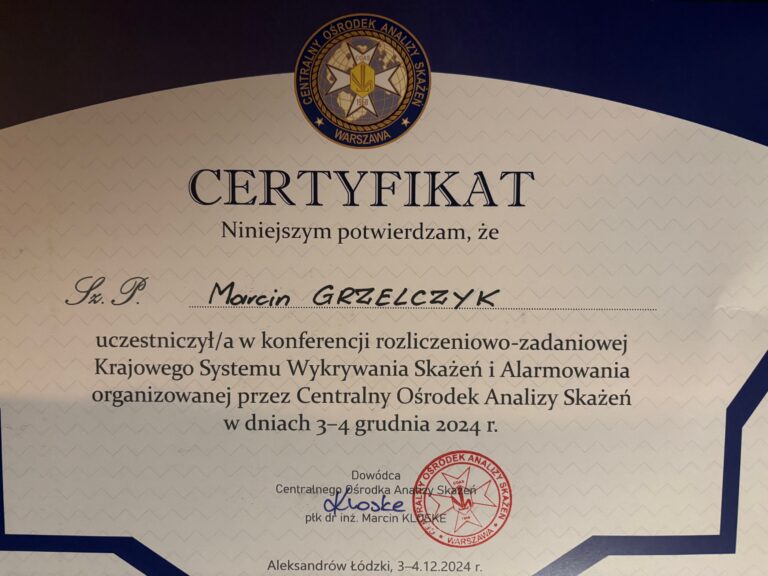 CENTRALNY OŚRODEK ANALIZY SKAŻEŃ
WARSZAWA
CERTYFIKAT
Niniejszym potwierdzam, że
Sz. P. Marcin GRZELCZYK
uczestniczył/a w konferencji rozliczeniowo-zadaniowej
Krajowego Systemu Wykrywania Skażeń i Alarmowania
organizowanej przez Centralny Ośrodek Analizy Skażeń
w dniach 3–4 grudnia 2024 r.
Dowódca
Centralnego Ośrodka Analizy Skażeń
Kloske
płk dr inż. Marcin KLOSKE
CENTRALNY OŚRODEK ANALIZY SKAŻEŃ
WARSZAWA
Aleksandrów Łódzki, 3–4.12.2024 r.